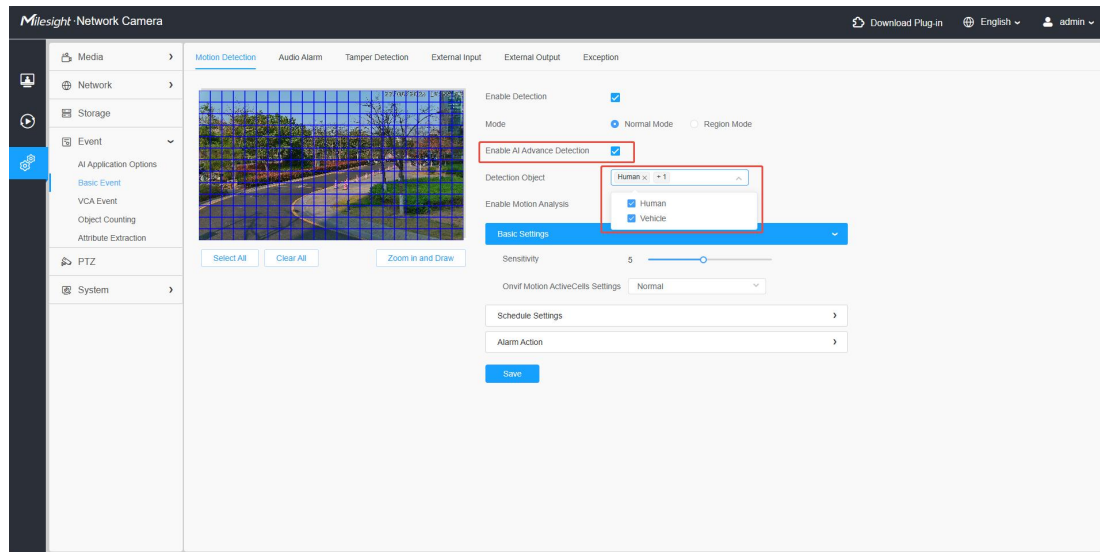 Milesight · Network Camera
Download Plug-in
English
admin
Media
Network
Storage
Event
AI Application Options
Basic Event
VCA Event
Object Counting
Attribute Extraction
PTZ
System
Motion Detection Audio Alarm Tamper Detection External Input External Output Exception
Select All Clear All Zoom in and Draw
Enable Detection
Mode Normal Mode Region Mode
Enable AI Advance Detection
Detection Object Human × + 1
Human
Vehicle
Enable Motion Analysis
Basic Settings
Sensitivity 5
Onvif Motion ActiveCells Settings Normal
Schedule Settings
Alarm Action
Save